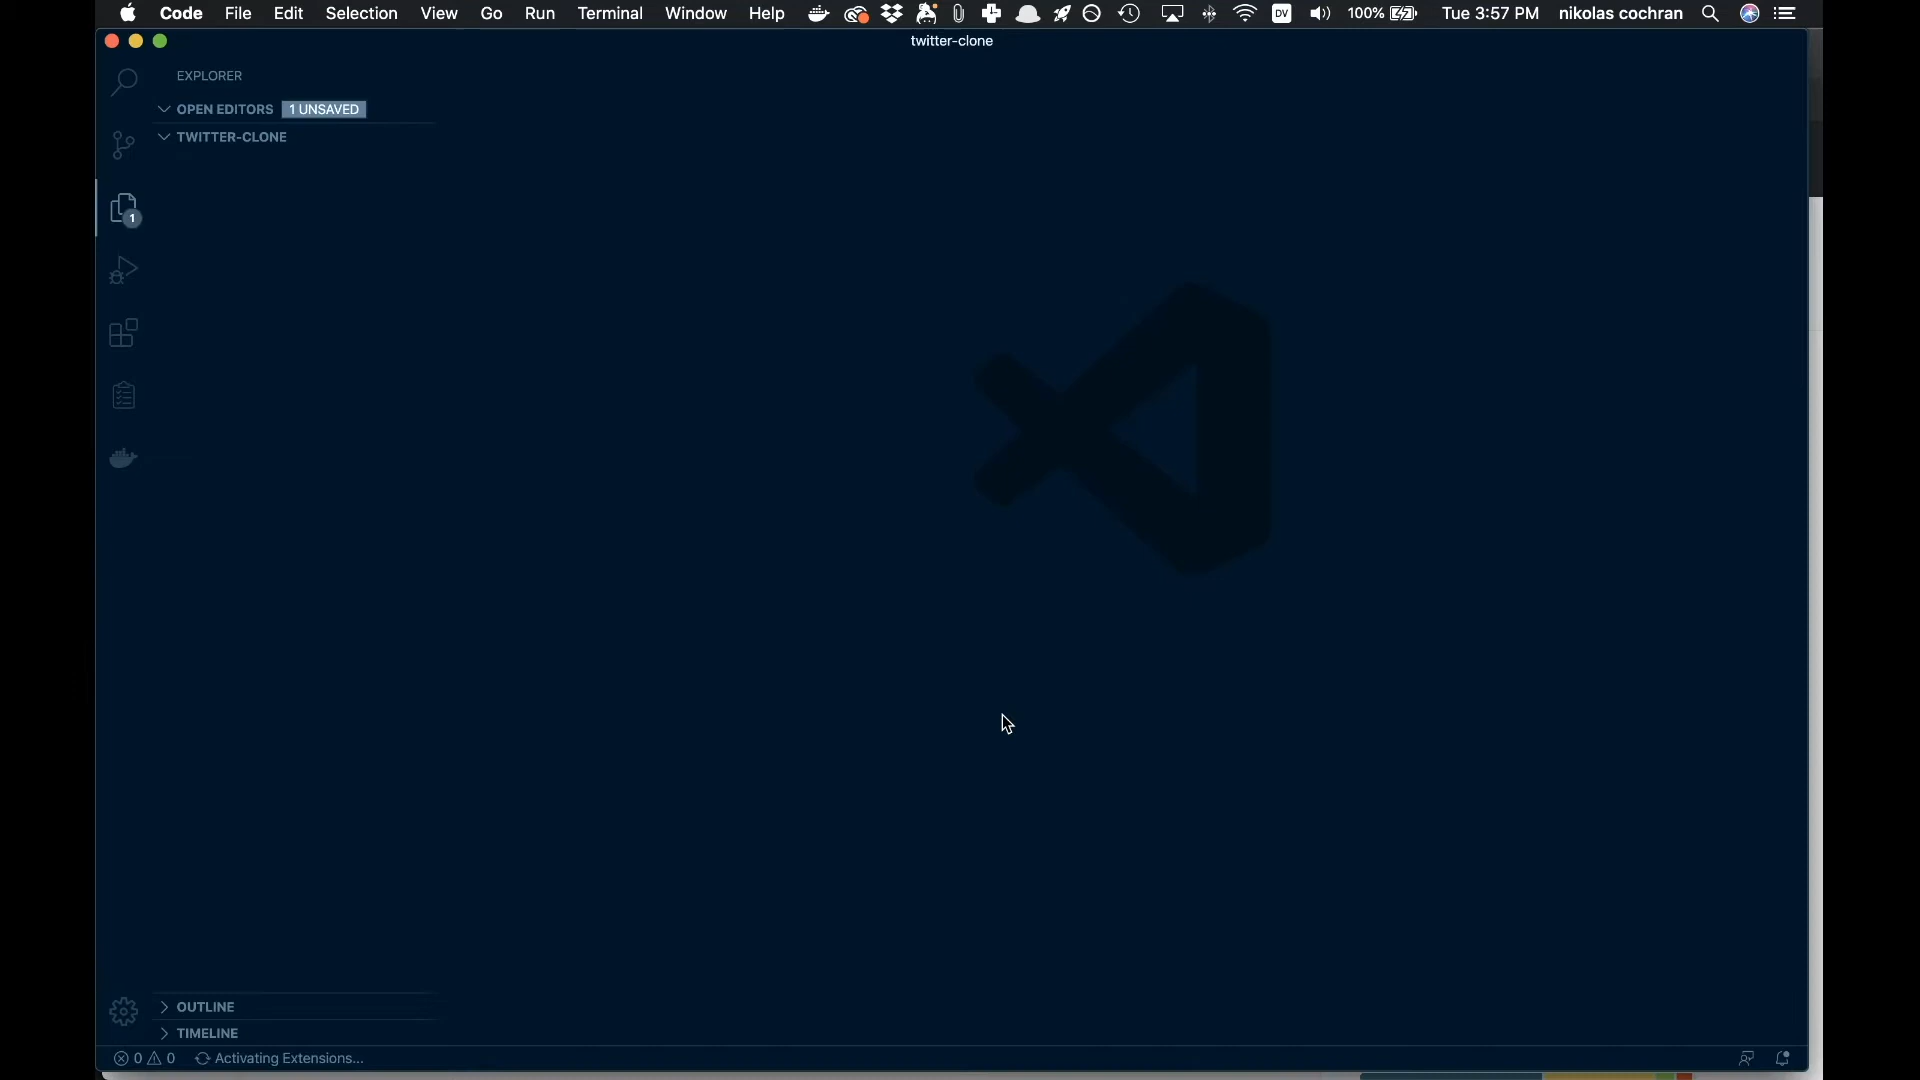 Code File Edit Selection View Go Run Terminal Window Help DV 100% Tue 3:57 PM nikolas cochran
twitter-clone
EXPLORER
OPEN EDITORS 1 UNSAVED
TWITTER-CLONE
1
OUTLINE
TIMELINE
0 0 Activating Extensions...